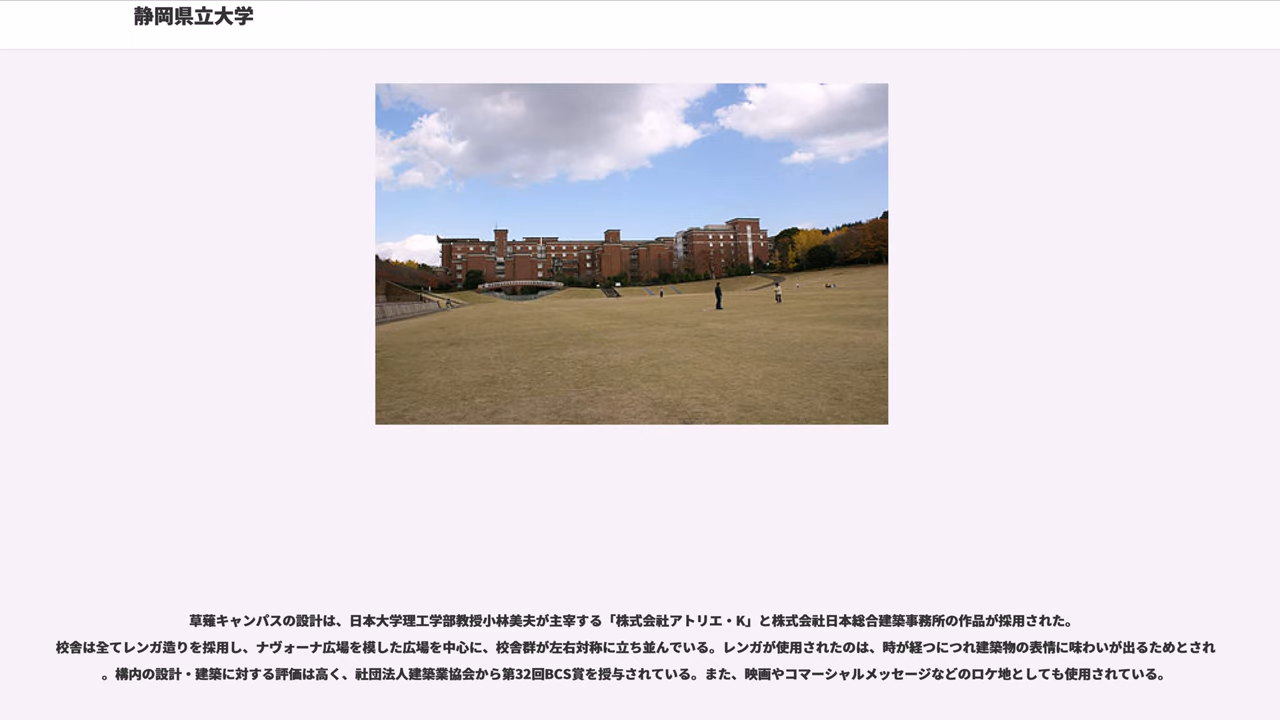 静岡県立大学
草薙キャンパスの設計は、日本大学理工学部教授小林美夫が主宰する「株式会社アトリエ・K」と株式会社日本総合建築事務所の作品が採用された。
校舎は全てレンガ造りを採用し、ナヴォーナ広場を模した広場を中心に、校舎群が左右対称に立ち並んでいる。レンガが使用されたのは、時が経つにつれ建築物の表情に味わいが出るためとされ
。構内の設計・建築に対する評価は高く、社団法人建築業協会から第32回BCS賞を授与されている。また、映画やコマーシャルメッセージなどのロケ地としても使用されている。